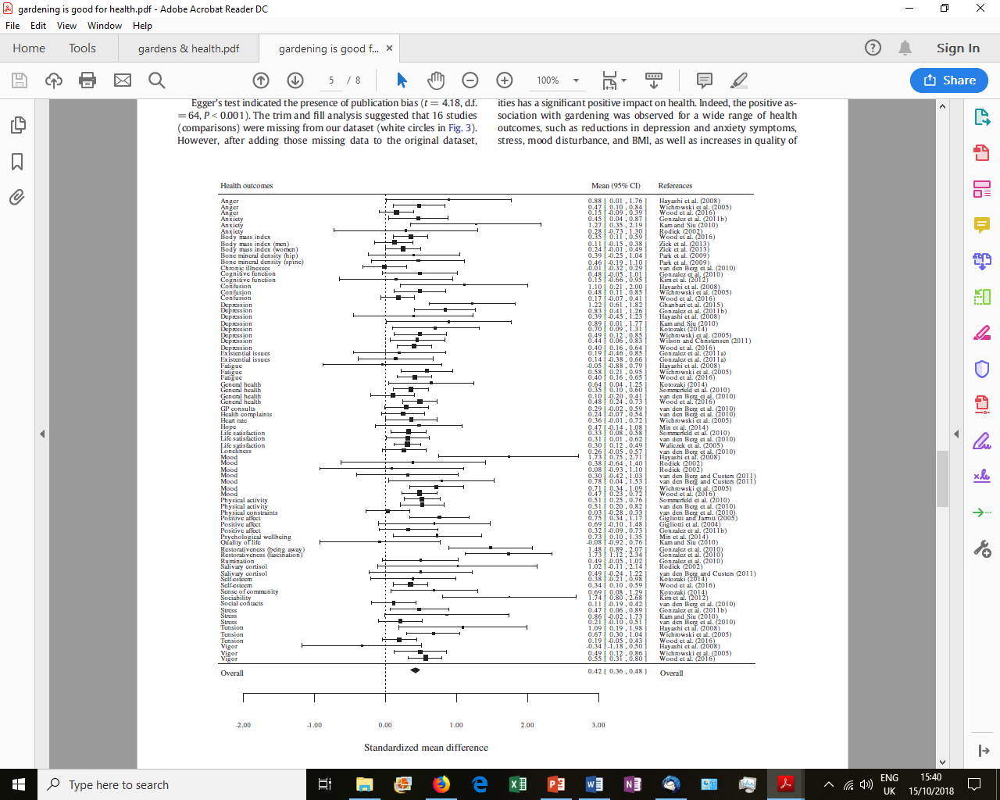 gardening is good for health.pdf - Adobe Acrobat Reader DC
File Edit View Window Help
Home Tools gardens & health.pdf gardening is good f... × Sign In
5 / 8 100% Share
Egger's test indicated the presence of publication bias (t = 4.18, d.f.
= 64, P < 0.001). The trim and fill analysis suggested that 16 studies
(comparisons) were missing from our dataset (white circles in Fig. 3).
However, after adding those missing data to the original dataset,
ities has a significant positive impact on health. Indeed, the positive as-
sociation with gardening was observed for a wide range of health
outcomes, such as reductions in depression and anxiety symptoms,
stress, mood disturbance, and BMI, as well as increases in quality of
Health outcomes Mean (95% CI) References
Anger 0.88 [ 0.01 , 1.76 ] Hayashi et al. (2008)
Anger 0.47 [ 0.10 , 0.84 ] Wichrowski et al. (2005)
Anger 0.15 [ -0.09 , 0.39 ] Wood et al. (2016)
Anxiety 0.45 [ 0.04 , 0.87 ] Gonzalez et al. (2011b)
Anxiety 1.27 [ 0.35 , 2.19 ] Kam and Siu (2010)
Anxiety 0.28 [ -0.73 , 1.30 ] Rodiek (2002)
Body mass index 0.35 [ 0.11 , 0.59 ] Wood et al. (2016)
Body mass index (men) 0.11 [ -0.15 , 0.38 ] Zick et al. (2013)
Body mass index (women) 0.24 [ -0.01 , 0.49 ] Zick et al. (2013)
Bone mineral density (hip) 0.39 [ -0.25 , 1.04 ] Park et al. (2009)
Bone mineral density (spine) 0.46 [ -0.19 , 1.10 ] Park et al. (2009)
Chronic illnesses -0.01 [ -0.32 , 0.29 ] van den Berg et al. (2010)
Cognitive function 0.48 [ -0.05 , 1.01 ] Gonzalez et al. (2010)
Cognitive function 0.15 [ -0.66 , 0.95 ] Kim et al. (2012)
Confusion 1.10 [ 0.21 , 2.00 ] Hayashi et al. (2008)
Confusion 0.48 [ 0.11 , 0.85 ] Wichrowski et al. (2005)
Confusion 0.17 [ -0.07 , 0.41 ] Wood et al. (2016)
Depression 1.22 [ 0.61 , 1.82 ] Ghanbari et al. (2015)
Depression 0.83 [ 0.41 , 1.26 ] Gonzalez et al. (2011b)
Depression 0.39 [ -0.45 , 1.23 ] Hayashi et al. (2008)
Depression 0.89 [ 0.01 , 1.77 ] Kam and Siu (2010)
Depression 0.70 [ 0.09 , 1.31 ] Kotozaki (2014)
Depression 0.49 [ 0.12 , 0.85 ] Wichrowski et al. (2005)
Depression 0.44 [ 0.06 , 0.83 ] Wilson and Christensen (2011)
Depression 0.40 [ 0.16 , 0.64 ] Wood et al. (2016)
Existential issues 0.19 [ -0.46 , 0.85 ] Gonzalez et al. (2011a)
Existential issues 0.14 [ -0.38 , 0.66 ] Gonzalez et al. (2011a)
Fatigue -0.05 [ -0.88 , 0.79 ] Hayashi et al. (2008)
Fatigue 0.58 [ 0.21 , 0.95 ] Wichrowski et al. (2005)
Fatigue 0.40 [ 0.16 , 0.65 ] Wood et al. (2016)
General health 0.64 [ 0.04 , 1.25 ] Kotozaki (2014)
General health 0.35 [ 0.10 , 0.60 ] Sommerfeld et al. (2010)
General health 0.10 [ -0.20 , 0.41 ] van den Berg et al. (2010)
General health 0.48 [ 0.24 , 0.73 ] Wood et al. (2016)
GP consults 0.29 [ -0.02 , 0.59 ] van den Berg et al. (2010)
Health complaints 0.24 [ -0.07 , 0.54 ] van den Berg et al. (2010)
Heart rate 0.36 [ -0.01 , 0.72 ] Wichrowski et al. (2005)
Hope 0.47 [ -0.14 , 1.08 ] Min et al. (2014)
Life satisfaction 0.33 [ 0.08 , 0.58 ] Sommerfeld et al. (2010)
Life satisfaction 0.31 [ 0.01 , 0.62 ] van den Berg et al. (2010)
Life satisfaction 0.30 [ 0.12 , 0.49 ] Waliczek et al. (2005)
Loneliness 0.26 [ -0.05 , 0.57 ] van den Berg et al. (2010)
Mood 1.73 [ 0.75 , 2.71 ] Hayashi et al. (2008)
Mood 0.38 [ -0.64 , 1.40 ] Rodiek (2002)
Mood 0.08 [ -0.93 , 1.10 ] Rodiek (2002)
Mood 0.30 [ -0.42 , 1.03 ] van den Berg and Custers (2011)
Mood 0.78 [ 0.04 , 1.53 ] van den Berg and Custers (2011)
Mood 0.71 [ 0.34 , 1.09 ] Wichrowski et al. (2005)
Mood 0.47 [ 0.23 , 0.72 ] Wood et al. (2016)
Physical activity 0.51 [ 0.25 , 0.76 ] Sommerfeld et al. (2010)
Physical activity 0.51 [ 0.20 , 0.82 ] van den Berg et al. (2010)
Physical constraints 0.03 [ -0.28 , 0.33 ] van den Berg et al. (2010)
Positive affect 0.75 [ 0.34 , 1.17 ] Gigliotti and Jarrott (2005)
Positive affect 0.69 [ -0.10 , 1.48 ] Gigliotti et al. (2004)
Positive affect 0.32 [ -0.09 , 0.73 ] Gonzalez et al. (2011b)
Psychological wellbeing 0.73 [ 0.10 , 1.35 ] Min et al. (2014)
Quality of life -0.08 [ -0.92 , 0.76 ] Kam and Siu (2010)
Restorativeness (being away) 1.48 [ 0.89 , 2.07 ] Gonzalez et al. (2010)
Restorativeness (fascination) 1.73 [ 1.12 , 2.34 ] Gonzalez et al. (2010)
Rumination 0.49 [ -0.05 , 1.02 ] Gonzalez et al. (2010)
Salivary cortisol 1.02 [ -0.11 , 2.14 ] Rodiek (2002)
Salivary cortisol 0.49 [ -0.24 , 1.22 ] van den Berg and Custers (2011)
Self-esteem 0.38 [ -0.21 , 0.98 ] Kotozaki (2014)
Self-esteem 0.34 [ 0.10 , 0.59 ] Wood et al. (2016)
Sense of community 0.69 [ 0.08 , 1.29 ] Kotozaki (2014)
Sociability 1.74 [ 0.80 , 2.68 ] Kim et al. (2012)
Social contacts 0.11 [ -0.19 , 0.42 ] van den Berg et al. (2010)
Stress 0.47 [ 0.06 , 0.89 ] Gonzalez et al. (2011b)
Stress 0.86 [ -0.02 , 1.73 ] Kam and Siu (2010)
Stress 0.21 [ -0.10 , 0.51 ] van den Berg et al. (2010)
Tension 1.09 [ 0.19 , 1.98 ] Hayashi et al. (2008)
Tension 0.67 [ 0.30 , 1.04 ] Wichrowski et al. (2005)
Tension 0.19 [ -0.05 , 0.43 ] Wood et al. (2016)
Vigor -0.34 [ -1.18 , 0.50 ] Hayashi et al. (2008)
Vigor 0.49 [ 0.12 , 0.86 ] Wichrowski et al. (2005)
Vigor 0.55 [ 0.31 , 0.80 ] Wood et al. (2016)
Overall 0.42 [ 0.36 , 0.48 ] Overall
-2.00 -1.00 0.00 1.00 2.00 3.00
Standardized mean difference
Type here to search
ENG 15:40
UK 15/10/2018